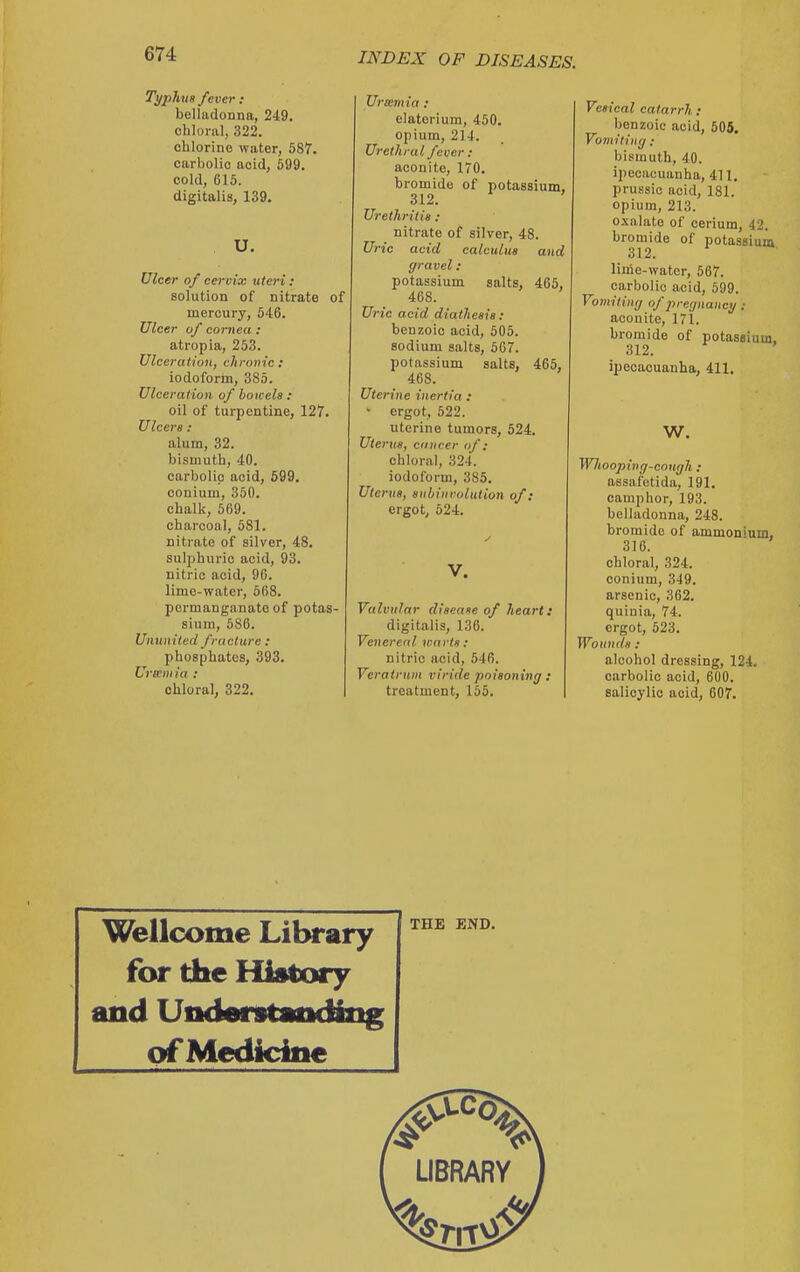 674
INDEX OF DISEASES.
Typhus fever :
belladonna, 249.
chloral, 322.
chlorine water, 587.
carbolic acid, 599.
cold, 615.
digitalis, 139.
U.
Ulcer of cervix uteri :
solution of nitrate of
mercury, 546.
Ulcer of cornea :
atropia, 253.
Ulceration, chronic :
iodoform, 385.
Ulceration of bowels :
oil of turpentine, 127.
Ulcers :
alum, 32.
bismuth, 40.
carbolic acid, 599.
conium, 350.
chalk, 569.
charcoal, 581.
nitrate of silver, 48.
sulphuric acid, 93.
nitric acid, 96.
lime-water, 568.
permanganate of potas-
sium, 586.
Ununited fracture :
phosphates, 393.
Uræmia :
chloral, 322.
Uræmia :
elaterium, 450.
opium, 214.
Urethral fever :
aconite, 170.
bromide of potassium,
312.
Urethritis :
nitrate of silver, 48.
Uric acid calculus and
gravel :
potassium salts, 465,
468.
Uric acid diathesis :
benzoic acid, 505.
sodium salts, 567.
potassium salts, 465,
468.
Uterine inertia :
ergot, 522.
uterine tumors, 524.
Uterus, cancer of :
chloral, 324.
iodoform, 385.
Uterus, subinvolution of :
ergot, 524.
V.
Valvular disease of heart :
digitalis, 136.
Venereal warts :
nitric acid, 546.
Veratrum viride poisoning :
treatment, 155.
Vesical catarrh :
benzoic acid, 505.
Vomiting :
bismuth, 40.
ipecacuanha, 411.
prussic acid, 181.
opium, 213.
oxalate of cerium, 42.
bromide of potassium
312.
lime-water, 567.
carbolic acid, 599.
Vomiting of pregnancy :
aconite, 171.
bromide of potassium,
312.
ipecacuanha, 411.
W.
Whooping-cough :
assafetida, 191.
camphor, 193.
belladonna, 248.
bromide of ammonium,
316.
chloral, 324.
conium, 349.
arsenic, 362.
quinia, 74.
ergot, 523.
Wounds :
alcohol dressing, 124.
carbolic acid, 600.
salicylic acid, 607.
THE END.
Wellcome Library
for the History
and Understanding
of Medicine
WELLCOME
LIBRARY
INSTITUTE